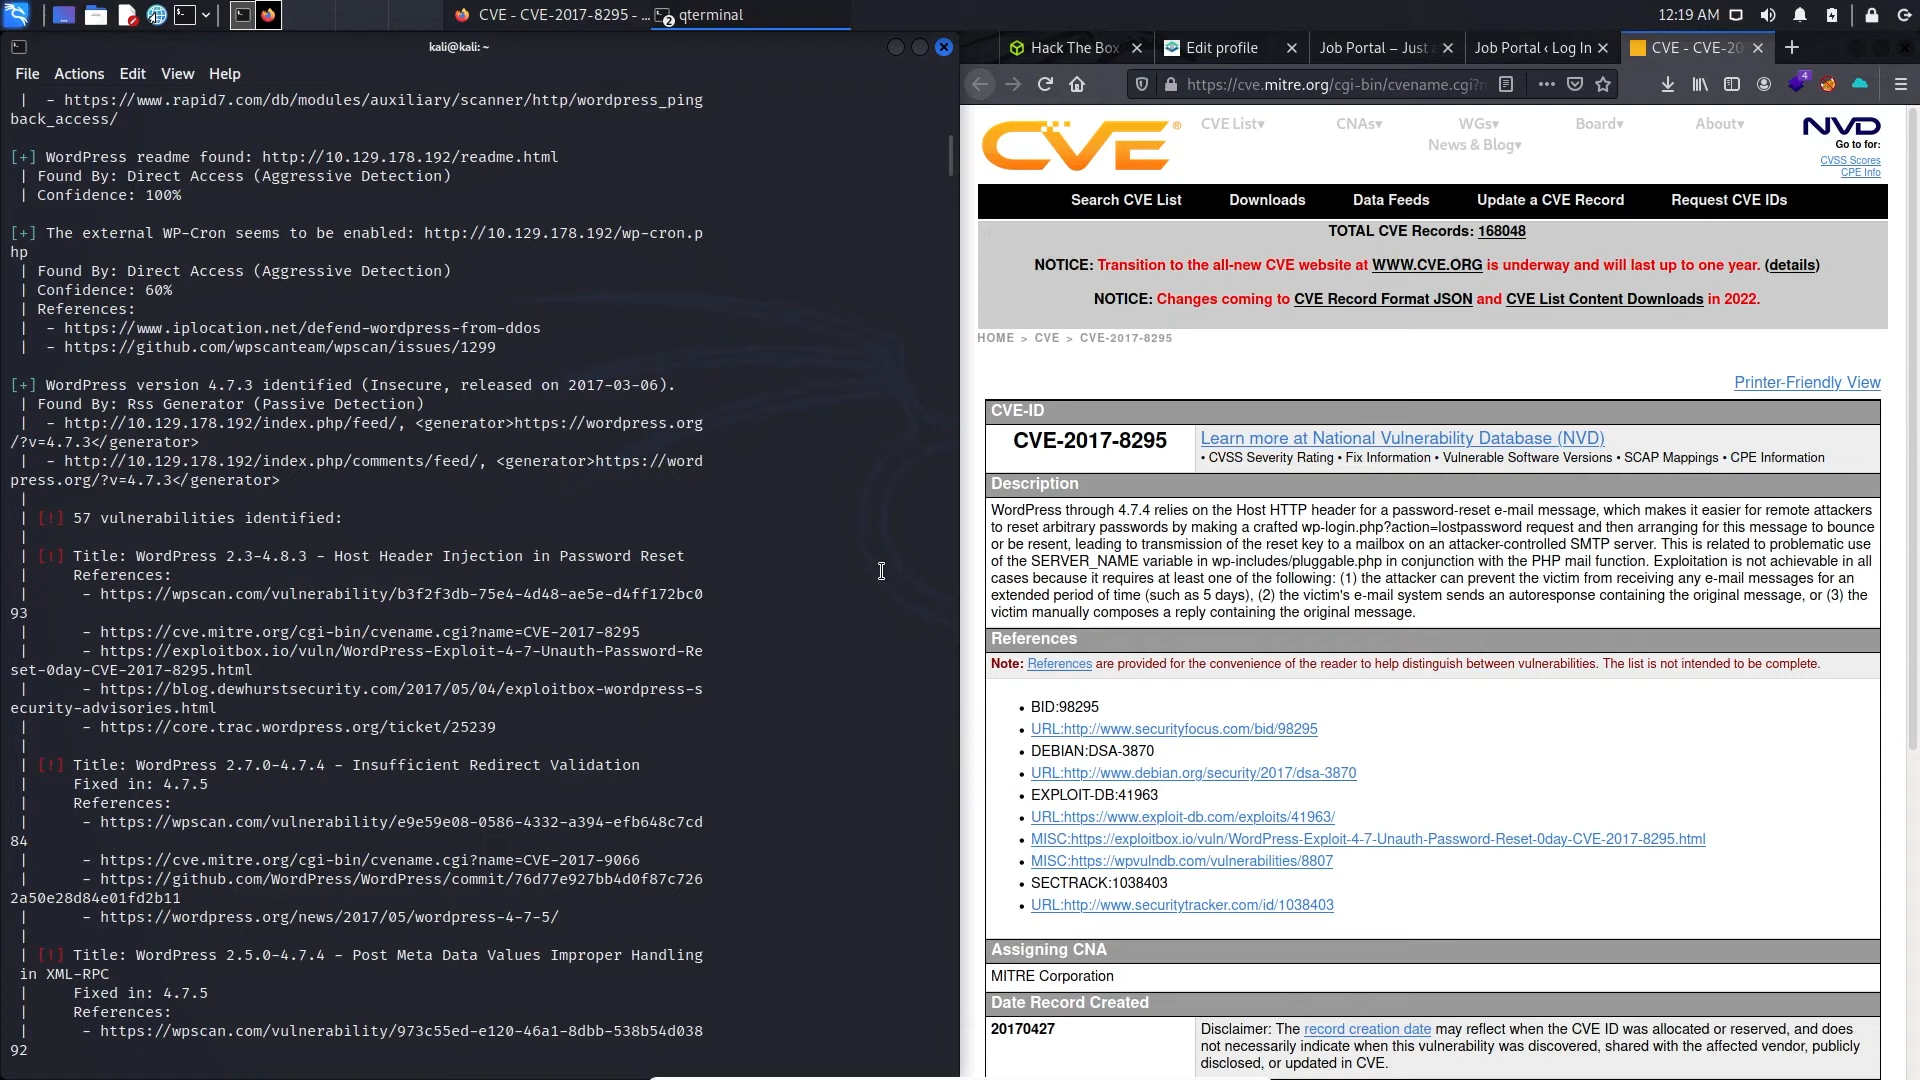 CVE - CVE-2017-8295 - ...
2
qterminal
12:19 AM
kali@kali: ~
File Actions Edit View Help
| - https://www.rapid7.com/db/modules/auxiliary/scanner/http/wordpress_ping
back_access/
[+] WordPress readme found: http://10.129.178.192/readme.html
| Found By: Direct Access (Aggressive Detection)
| Confidence: 100%
[+] The external WP-Cron seems to be enabled: http://10.129.178.192/wp-cron.p
hp
| Found By: Direct Access (Aggressive Detection)
| Confidence: 60%
| References:
| - https://www.iplocation.net/defend-wordpress-from-ddos
| - https://github.com/wpscanteam/wpscan/issues/1299
[+] WordPress version 4.7.3 identified (Insecure, released on 2017-03-06).
| Found By: Rss Generator (Passive Detection)
| - http://10.129.178.192/index.php/feed/, <generator>https://wordpress.org
/?v=4.7.3</generator>
| - http://10.129.178.192/index.php/comments/feed/, <generator>https://word
press.org/?v=4.7.3</generator>
|
| [!] 57 vulnerabilities identified:
|
| [!] Title: WordPress 2.3-4.8.3 - Host Header Injection in Password Reset
| References:
| - https://wpscan.com/vulnerability/b3f2f3db-75e4-4d48-ae5e-d4ff172bc0
93
| - https://cve.mitre.org/cgi-bin/cvename.cgi?name=CVE-2017-8295
| - https://exploitbox.io/vuln/WordPress-Exploit-4-7-Unauth-Password-Re
set-0day-CVE-2017-8295.html
| - https://blog.dewhurstsecurity.com/2017/05/04/exploitbox-wordpress-s
ecurity-advisories.html
| - https://core.trac.wordpress.org/ticket/25239
|
| [!] Title: WordPress 2.7.0-4.7.4 - Insufficient Redirect Validation
| Fixed in: 4.7.5
| References:
| - https://wpscan.com/vulnerability/e9e59e08-0586-4332-a394-efb648c7cd
84
| - https://cve.mitre.org/cgi-bin/cvename.cgi?name=CVE-2017-9066
| - https://github.com/WordPress/WordPress/commit/76d77e927bb4d0f87c726
2a50e28d84e01fd2b11
| - https://wordpress.org/news/2017/05/wordpress-4-7-5/
|
| [!] Title: WordPress 2.5.0-4.7.4 - Post Meta Data Values Improper Handling
in XML-RPC
| Fixed in: 4.7.5
| References:
| - https://wpscan.com/vulnerability/973c55ed-e120-46a1-8dbb-538b54d038
92
Hack The Box
Edit profile
Job Portal – Just a
Job Portal ‹ Log In
CVE - CVE-20
https://cve.mitre.org/cgi-bin/cvename.cgi?n
4
CVE®
CVE List▾ CNAs▾ WGs▾ Board▾ About▾
News & Blog▾
NVD
Go to for:
CVSS Scores
CPE Info
Search CVE List Downloads Data Feeds Update a CVE Record Request CVE IDs
TOTAL CVE Records: 168048
NOTICE: Transition to the all-new CVE website at WWW.CVE.ORG is underway and will last up to one year. (details)
NOTICE: Changes coming to CVE Record Format JSON and CVE List Content Downloads in 2022.
HOME > CVE > CVE-2017-8295
Printer-Friendly View
CVE-ID
CVE-2017-8295
Learn more at National Vulnerability Database (NVD)
• CVSS Severity Rating • Fix Information • Vulnerable Software Versions • SCAP Mappings • CPE Information
Description
WordPress through 4.7.4 relies on the Host HTTP header for a password-reset e-mail message, which makes it easier for remote attackers
to reset arbitrary passwords by making a crafted wp-login.php?action=lostpassword request and then arranging for this message to bounce
or be resent, leading to transmission of the reset key to a mailbox on an attacker-controlled SMTP server. This is related to problematic use
of the SERVER_NAME variable in wp-includes/pluggable.php in conjunction with the PHP mail function. Exploitation is not achievable in all
cases because it requires at least one of the following: (1) the attacker can prevent the victim from receiving any e-mail messages for an
extended period of time (such as 5 days), (2) the victim's e-mail system sends an autoresponse containing the original message, or (3) the
victim manually composes a reply containing the original message.
References
Note: References are provided for the convenience of the reader to help distinguish between vulnerabilities. The list is not intended to be complete.
• BID:98295
• URL:http://www.securityfocus.com/bid/98295
• DEBIAN:DSA-3870
• URL:http://www.debian.org/security/2017/dsa-3870
• EXPLOIT-DB:41963
• URL:https://www.exploit-db.com/exploits/41963/
• MISC:https://exploitbox.io/vuln/WordPress-Exploit-4-7-Unauth-Password-Reset-0day-CVE-2017-8295.html
• MISC:https://wpvulndb.com/vulnerabilities/8807
• SECTRACK:1038403
• URL:http://www.securitytracker.com/id/1038403
Assigning CNA
MITRE Corporation
Date Record Created
20170427
Disclaimer: The record creation date may reflect when the CVE ID was allocated or reserved, and does
not necessarily indicate when this vulnerability was discovered, shared with the affected vendor, publicly
disclosed, or updated in CVE.